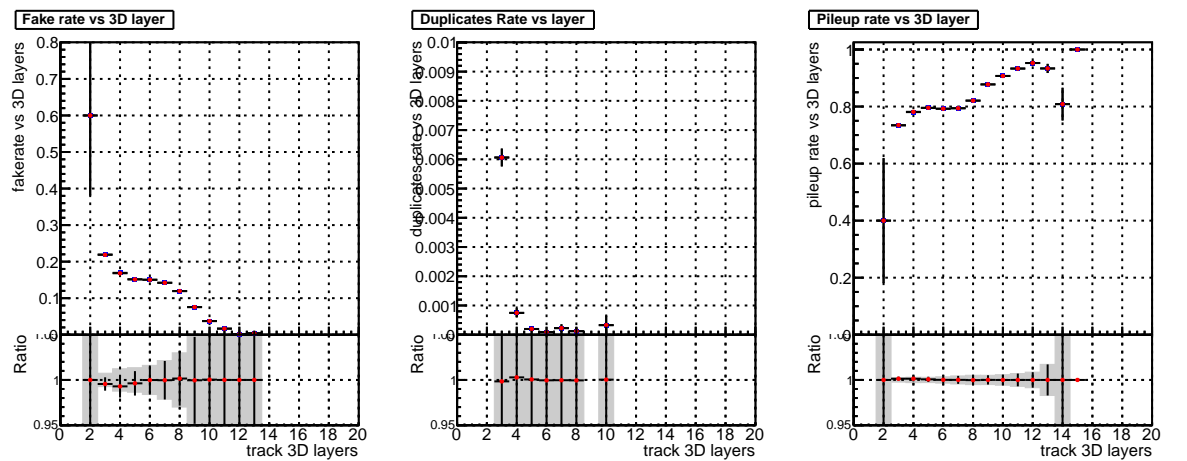 Fake rate vs 3D layer
fakerate vs 3D layers
0.8
0.7
0.6
0.5
0.4
0.3
0.2
0.1
0
Ratio
1
0.95
0 2 4 6 8 10 12 14 16 18 20
track 3D layers
Duplicates Rate vs layer
duplicates rate vs 3D layers
0.01
0.009
0.008
0.007
0.006
0.005
0.004
0.003
0.002
0.001
0
Ratio
1
0.95
0 2 4 6 8 10 12 14 16 18 20
track 3D layers
Pileup rate vs 3D layer
pileup rate vs 3D layers
1
0.8
0.6
0.4
0.2
0
Ratio
1
0.95
0 2 4 6 8 10 12 14 16 18 20
track 3D layers